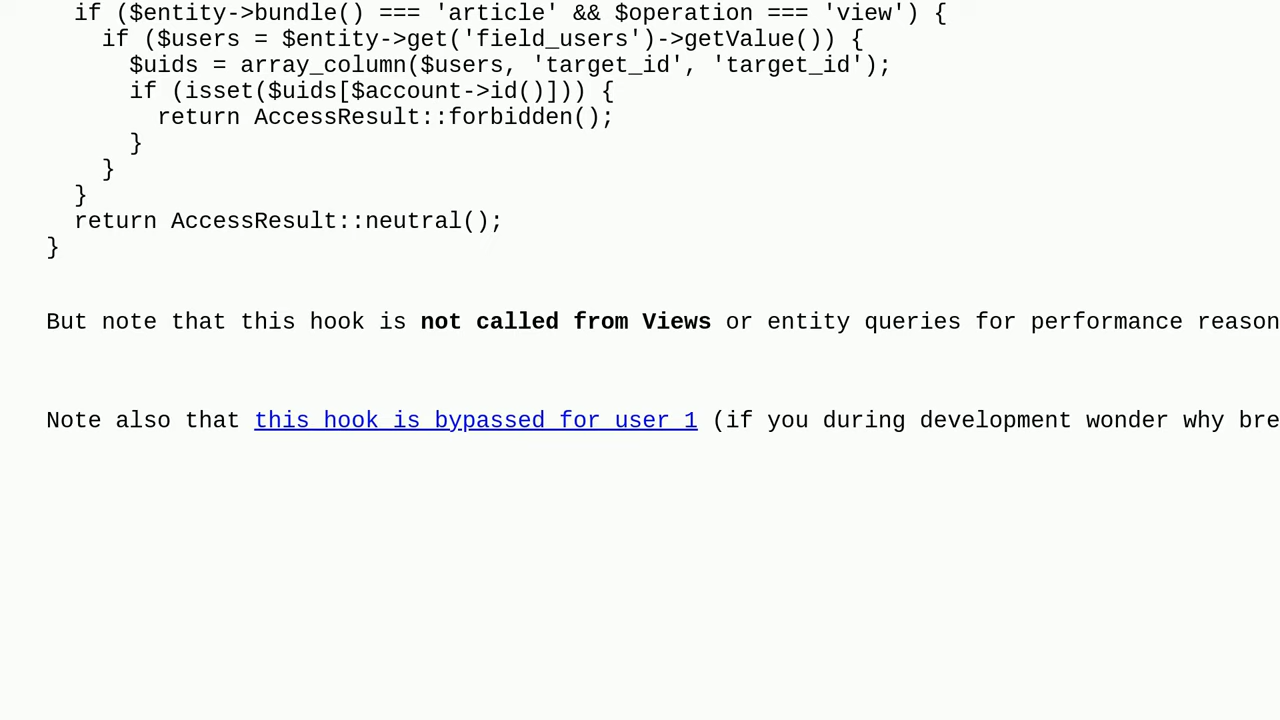 if ($entity->bundle() === 'article' && $operation === 'view') {
if ($users = $entity->get('field_users')->getValue()) {
$uids = array_column($users, 'target_id', 'target_id');
if (isset($uids[$account->id()])) {
return AccessResult::forbidden();
}
}
}
return AccessResult::neutral();
}
But note that this hook is not called from Views or entity queries for performance reason
Note also that this hook is bypassed for user 1 (if you during development wonder why bre